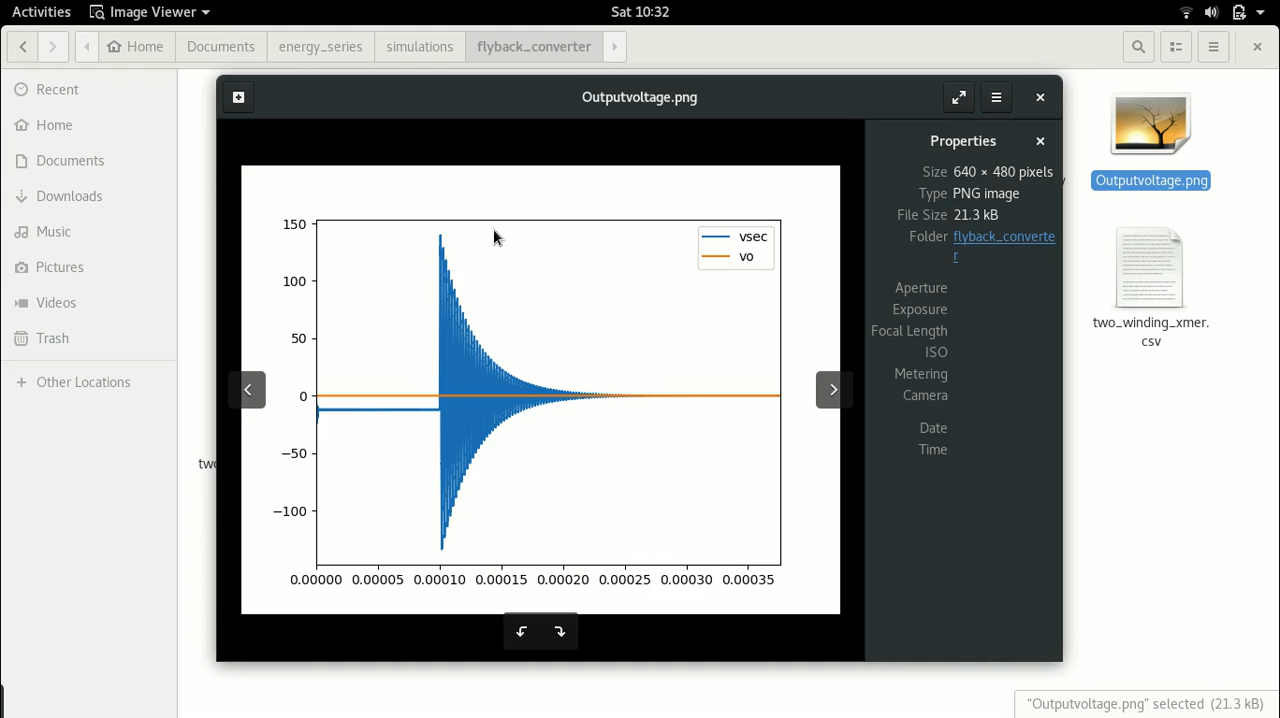 Activities
Image Viewer
Sat 10:32
Home
Documents
energy_series
simulations
flyback_converter
Recent
Home
Documents
Downloads
Music
Pictures
Videos
Trash
Other Locations
Outputvoltage.png
150
100
50
0
−50
−100
0.00000 0.00005 0.00010 0.00015 0.00020 0.00025 0.00030 0.00035
vsec
vo
Properties
Size 640 × 480 pixels
Type PNG image
File Size 21.3 kB
Folder flyback_converte
r
Aperture
Exposure
Focal Length
ISO
Metering
Camera
Date
Time
Outputvoltage.png
two_winding_xmer.
csv
“Outputvoltage.png” selected (21.3 kB)